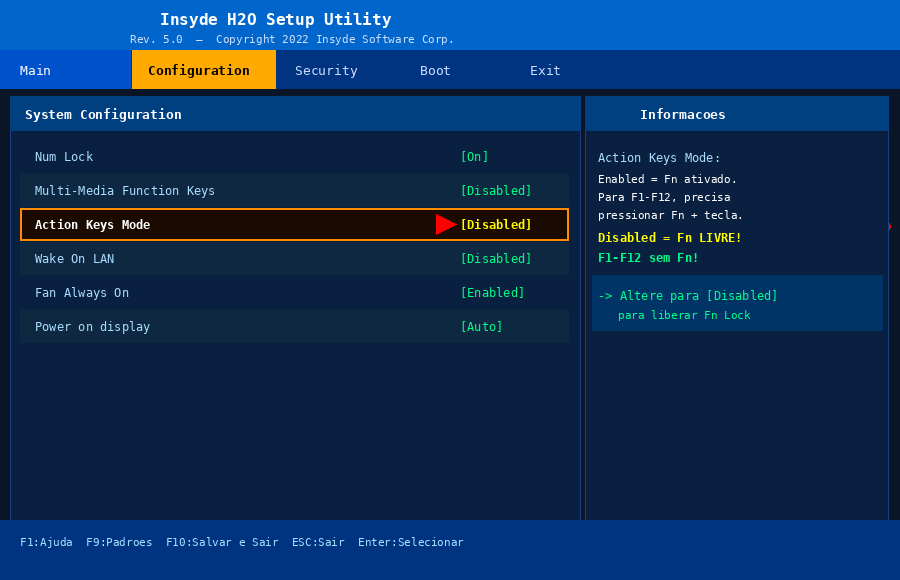 Insyde H2O Setup Utility
Rev. 5.0 — Copyright 2022 Insyde Software Corp.
Main Configuration Security Boot Exit
System Configuration
Num Lock [On]
Multi-Media Function Keys [Disabled]
Action Keys Mode [Disabled]
Wake On LAN [Disabled]
Fan Always On [Enabled]
Power on display [Auto]
Informacoes
Action Keys Mode:
Enabled = Fn ativado.
Para F1-F12, precisa
pressionar Fn + tecla.
Disabled = Fn LIVRE!
F1-F12 sem Fn!
-> Altere para [Disabled]
para liberar Fn Lock
F1:Ajuda F9:Padroes F10:Salvar e Sair ESC:Sair Enter:Selecionar